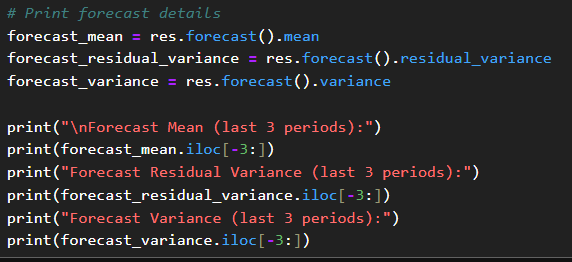 # Print forecast details
forecast_mean = res.forecast().mean
forecast_residual_variance = res.forecast().residual_variance
forecast_variance = res.forecast().variance

print("\nForecast Mean (last 3 periods):")
print(forecast_mean.iloc[-3:])
print("Forecast Residual Variance (last 3 periods):")
print(forecast_residual_variance.iloc[-3:])
print("Forecast Variance (last 3 periods):")
print(forecast_variance.iloc[-3:])